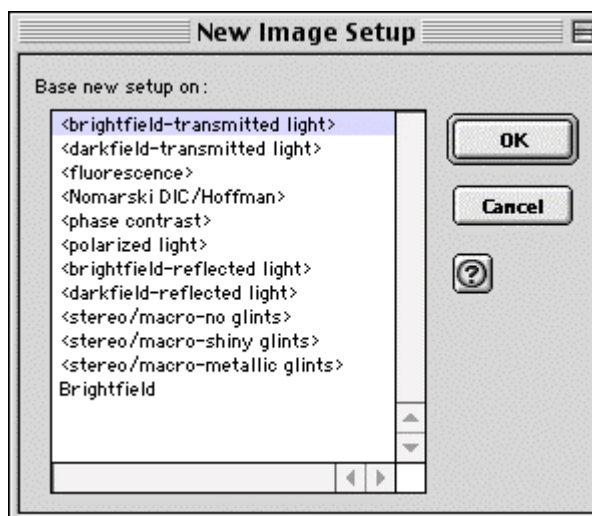 New Image Setup
Base new setup on:
<brightfield-transmitted light>
<darkfield-transmitted light>
<fluorescence>
<Nomarski DIC/Hoffman>
<phase contrast>
<polarized light>
<brightfield-reflected light>
<darkfield-reflected light>
<stereo/macro-no glints>
<stereo/macro-shiny glints>
<stereo/macro-metallic glints>
Brightfield
OK
Cancel
?